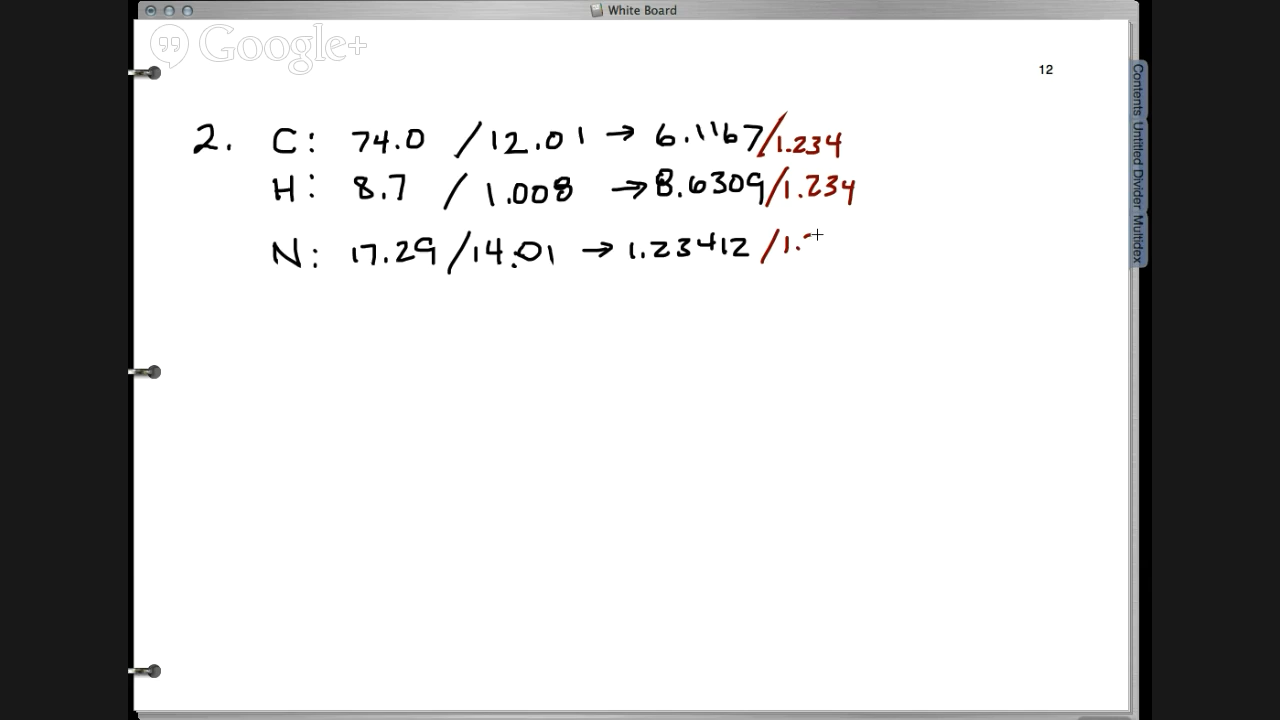 White Board
Google+
12
2. C: 74.0 / 12.01 → 6.1167/1.234
H: 8.7 / 1.008 → 8.6309/1.234
N: 17.29/14.01 → 1.23412 /1.
Contents Untitled Divider Multidex